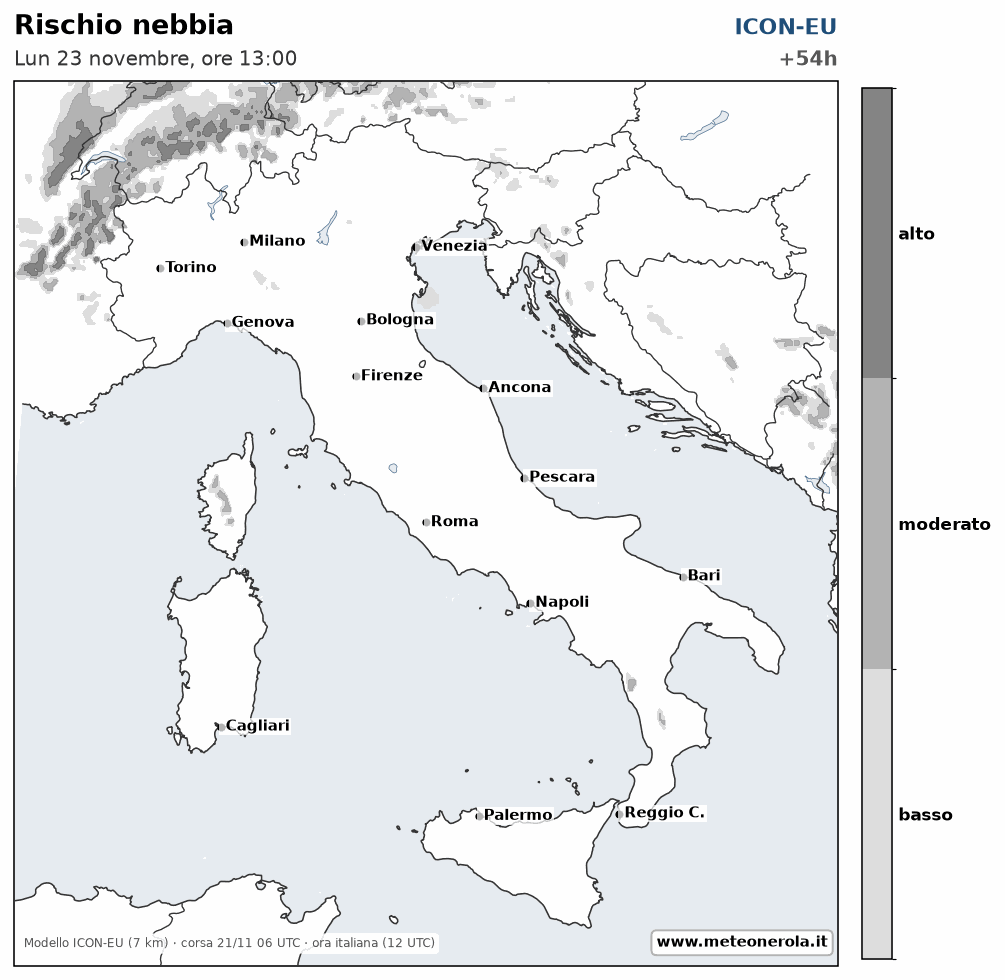 Rischio nebbia
ICON-EU
Lun 23 novembre, ore 13:00
+54h
alto
Milano
Venezia
Torino
Genova
Bologna
Firenze
Ancona
Pescara
Roma
moderato
Bari
Napoli
Cagliari
Palermo
Reggio C.
basso
Modello ICON-EU (7 km) · corsa 21/11 06 UTC · ora italiana (12 UTC)
www.meteonerola.it